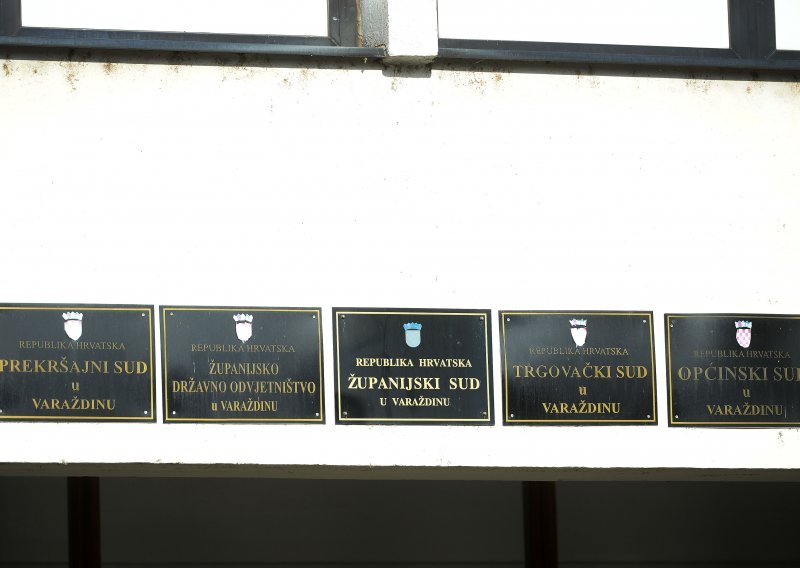 REPUBLIKA HRVATSKA
PREKRŠAJNI SUD
u
VARAŽDINU
REPUBLIKA HRVATSKA
ŽUPANIJSKO
DRŽAVNO ODVJETNIŠTVO
u VARAŽDINU
REPUBLIKA HRVATSKA
ŽUPANIJSKI SUD
U VARAŽDINU
REPUBLIKA HRVATSKA
TRGOVAČKI SUD
u
VARAŽDINU
REPUBLIKA HRVATSKA
OPĆINSKI SUD
u
VARAŽDINU